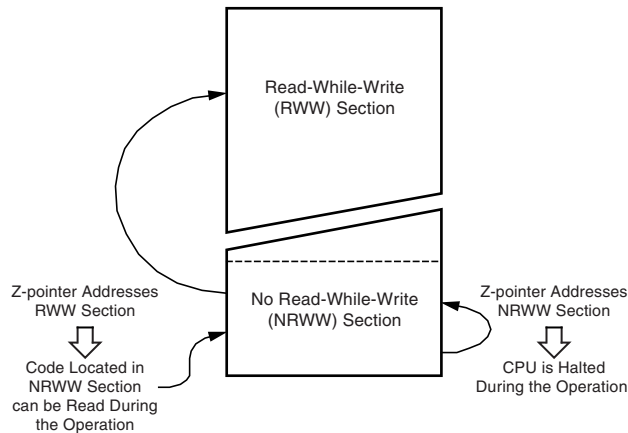 Read-While-Write
(RWW) Section
Z-pointer Addresses
RWW Section
Code Located in
NRWW Section
can be Read During
the Operation
No Read-While-Write
(NRWW) Section
Z-pointer Addresses
NRWW Section
CPU is Halted
During the Operation